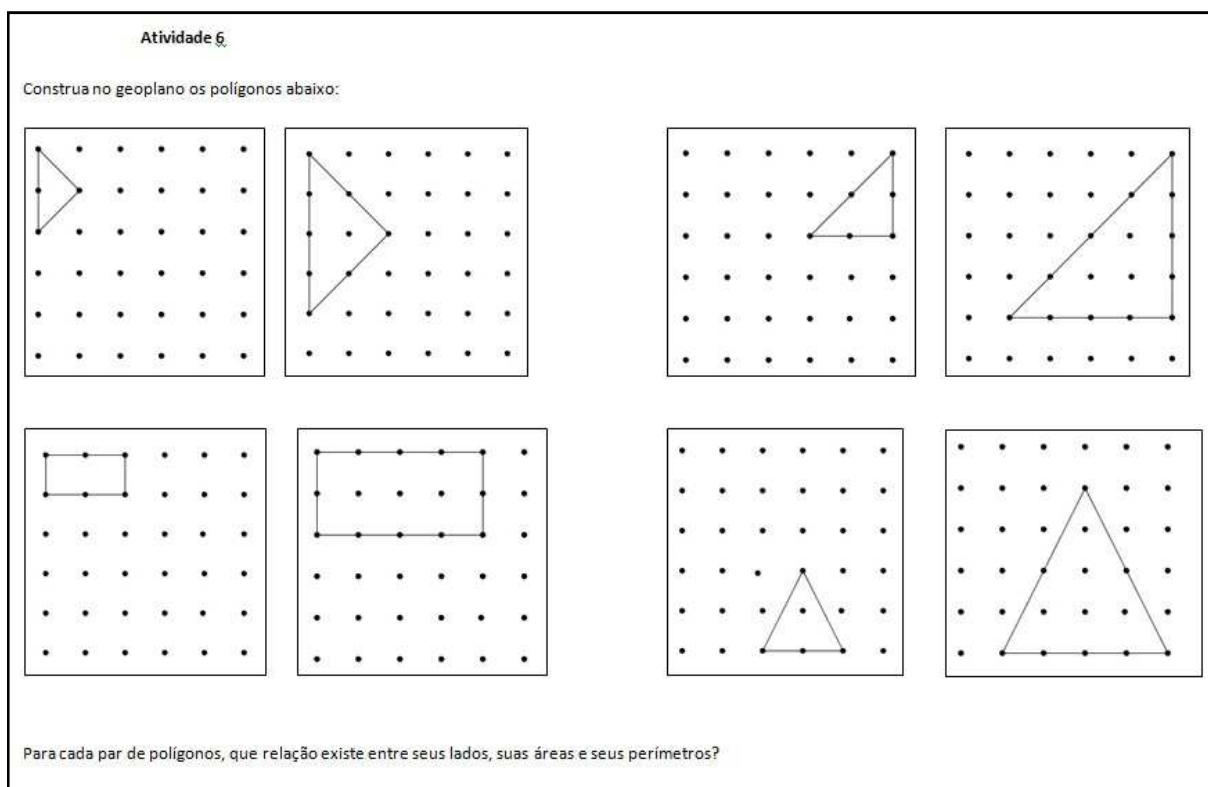 Atividade 6
Construa no geoplano os polígonos abaixo:
Para cada par de polígonos, que relação existe entre seus lados, suas áreas e seus perímetros?